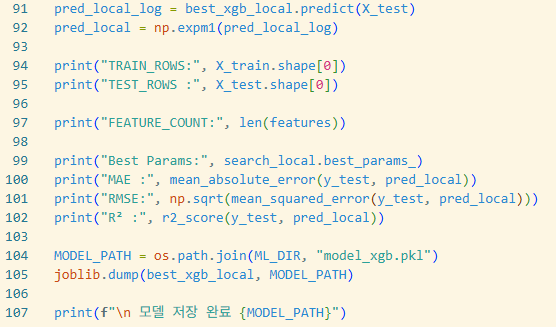 91 pred_local_log = best_xgb_local.predict(X_test)
92 pred_local = np.expm1(pred_local_log)
93
94 print("TRAIN_ROWS:", X_train.shape[0])
95 print("TEST_ROWS :", X_test.shape[0])
96
97 print("FEATURE_COUNT:", len(features))
98
99 print("Best Params:", search_local.best_params_)
100 print("MAE :", mean_absolute_error(y_test, pred_local))
101 print("RMSE:", np.sqrt(mean_squared_error(y_test, pred_local)))
102 print("R² :", r2_score(y_test, pred_local))
103
104 MODEL_PATH = os.path.join(ML_DIR, "model_xgb.pkl")
105 joblib.dump(best_xgb_local, MODEL_PATH)
106
107 print(f"\n 모델 저장 완료 {MODEL_PATH}")